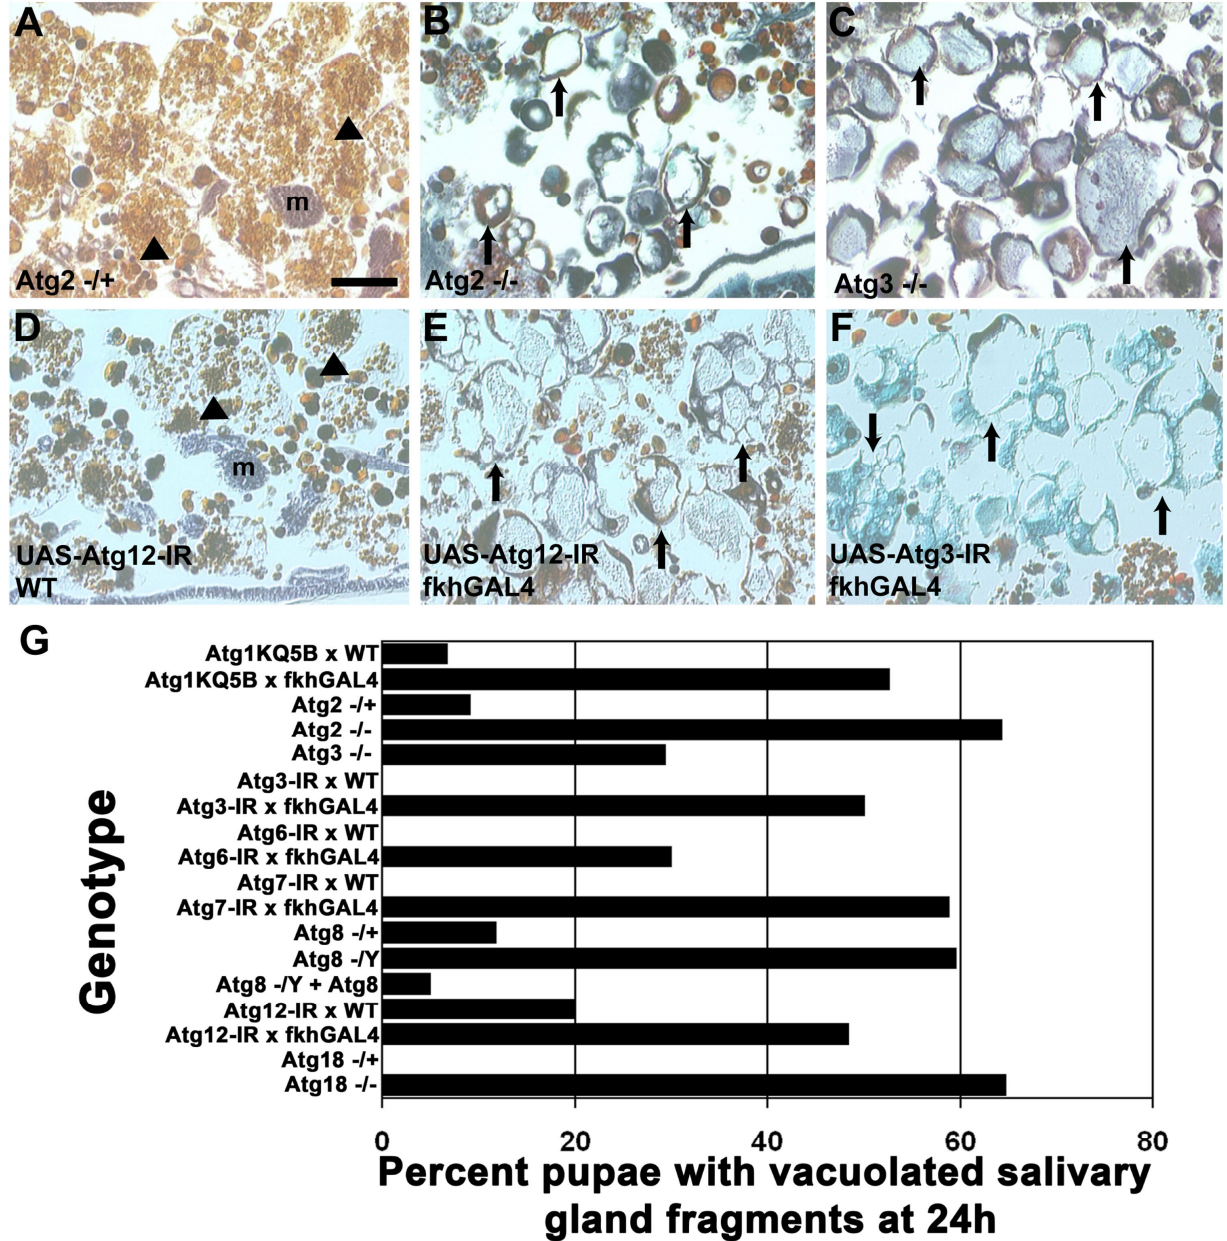 A
m
Atg2 -/+
B
Atg2 -/-
C
Atg3 -/-
D
m
UAS-Atg12-IR
WT
E
UAS-Atg12-IR
fkhGAL4
F
UAS-Atg3-IR
fkhGAL4
G
Genotype
Atg1KQ5B x WT
Atg1KQ5B x fkhGAL4
Atg2 -/+
Atg2 -/-
Atg3 -/-
Atg3-IR x WT
Atg3-IR x fkhGAL4
Atg6-IR x WT
Atg6-IR x fkhGAL4
Atg7-IR x WT
Atg7-IR x fkhGAL4
Atg8 -/+
Atg8 -/Y
Atg8 -/Y + Atg8
Atg12-IR x WT
Atg12-IR x fkhGAL4
Atg18 -/+
Atg18 -/-
0 20 40 60 80
Percent pupae with vacuolated salivary
gland fragments at 24h